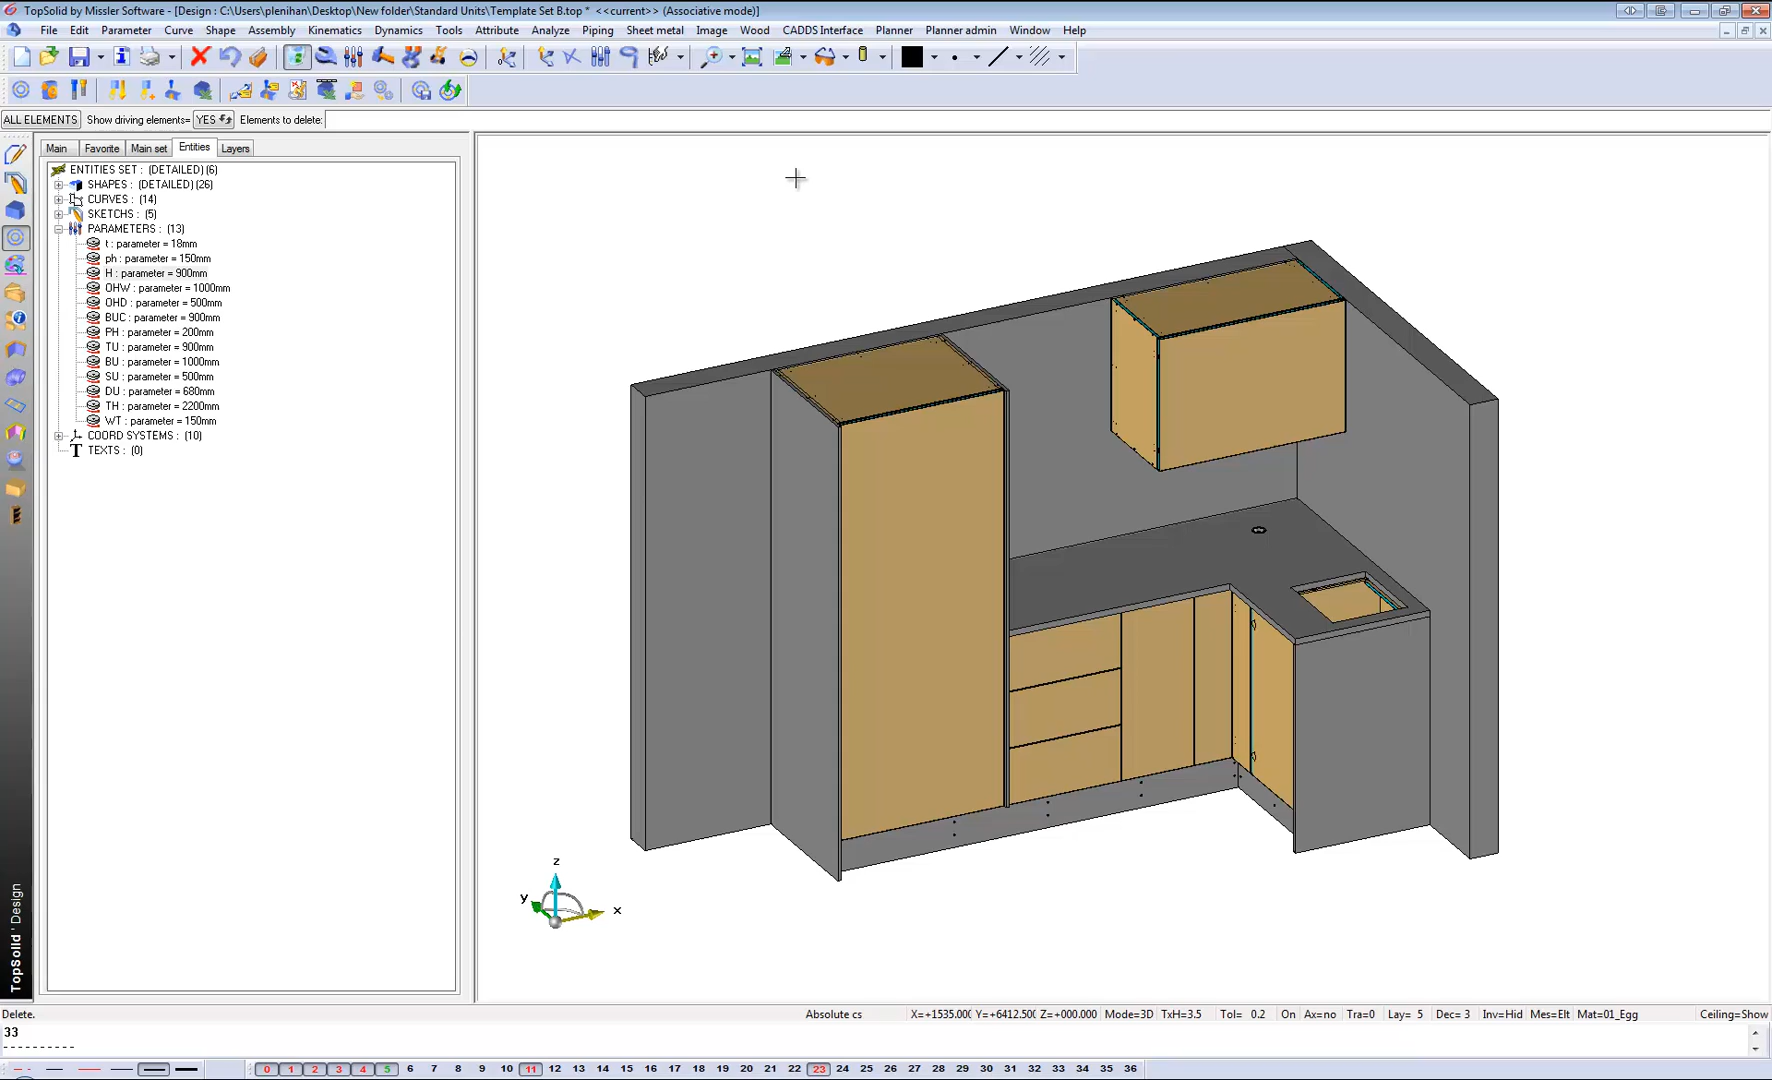 TopSolid by Missler Software - [Design : C:\Users\plenihan\Desktop\New folder\Standard Units\Template Set B.top * <<current>> (Associative mode)]
File Edit Parameter Curve Shape Assembly Kinematics Dynamics Tools Attribute Analyze Piping Sheet metal Image Wood CADDS Interface Planner Planner admin Window Help
ALL ELEMENTS Show driving elements= YES Elements to delete:
Main Favorite Main set Entities Layers
ENTITIES SET : (DETAILED) (6)
SHAPES : (DETAILED) (26)
CURVES : (14)
SKETCHS : (5)
PARAMETERS : (13)
t : parameter = 18mm
ph : parameter = 150mm
H : parameter = 900mm
OHW : parameter = 1000mm
OHD : parameter = 500mm
BUC : parameter = 900mm
PH : parameter = 200mm
TU : parameter = 900mm
BU : parameter = 1000mm
SU : parameter = 500mm
DU : parameter = 680mm
TH : parameter = 2200mm
WT : parameter = 150mm
COORD SYSTEMS : (10)
TEXTS : (0)
z
y
x
TopSolid'Design
Delete. Absolute cs X=+1535.000 Y=+6412.500 Z=+000.000 Mode=3D TxH=3.5 Tol= 0.2 On Ax=no Tra=0 Lay= 5 Dec= 3 Inv=Hid Mes=Elt Mat=01_Egg Ceiling=Show
33
----------
0 1 2 3 4 5 6 7 8 9 10 11 12 13 14 15 16 17 18 19 20 21 22 23 24 25 26 27 28 29 30 31 32 33 34 35 36